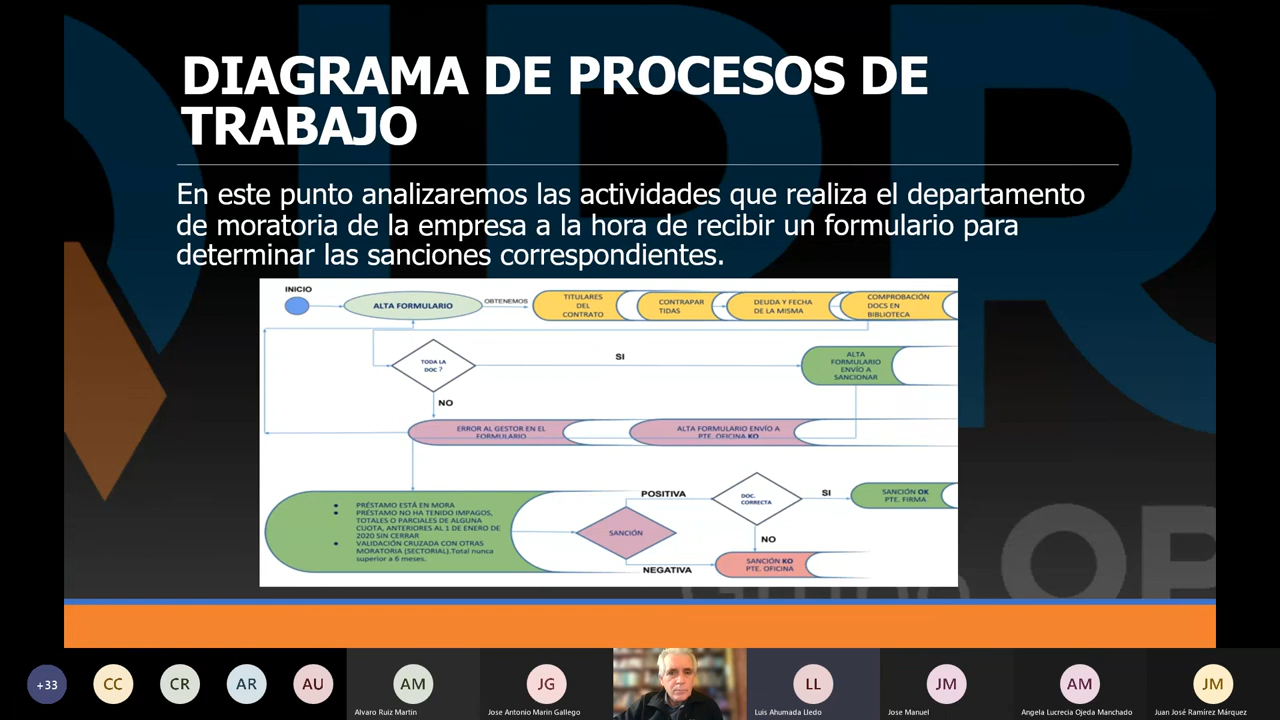 DIAGRAMA DE PROCESOS DE
TRABAJO
En este punto analizaremos las actividades que realiza el departamento
de moratoria de la empresa a la hora de recibir un formulario para
determinar las sanciones correspondientes.
INICIO
ALTA FORMULARIO
OBTENEMOS
TITULARES
DEL
CONTRATO
CONTRAPAR
TIDAS
DEUDA Y FECHA
DE LA MISMA
COMPROBACIÓN
DOCS EN
BIBLIOTECA
TODA LA
DOC ?
SI
ALTA
FORMULARIO
ENVÍO A
SANCIONAR
NO
ERROR AL GESTOR EN EL
FORMULARIO
ALTA FORMULARIO ENVÍO A
PTE. OFICINA KO
PRÉSTAMO ESTÁ EN MORA
PRÉSTAMO NO HA TENIDO IMPAGOS,
TOTALES O PARCIALES DE ALGUNA
CUOTA, ANTERIORES AL 1 DE ENERO DE
2020 SIN CERRAR
VALIDACIÓN CRUZADA CON OTRAS
MORATORIA (SECTORIAL).Total nunca
superior a 6 meses.
SANCIÓN
POSITIVA
NEGATIVA
DOC.
CORRECTA
SI
SANCIÓN OK
PTE. FIRMA
NO
SANCIÓN KO
PTE. OFICINA
Grupo OP
+33
CC
CR
AR
AU
AM
JG
LL
JM
AM
JM
Alvaro Ruiz Martín
Jose Antonio Marin Gallego
Luis Ahumada Lledo
Jose Manuel
Angela Lucrecia Ojeda Manchado
Juan José Ramírez Márquez